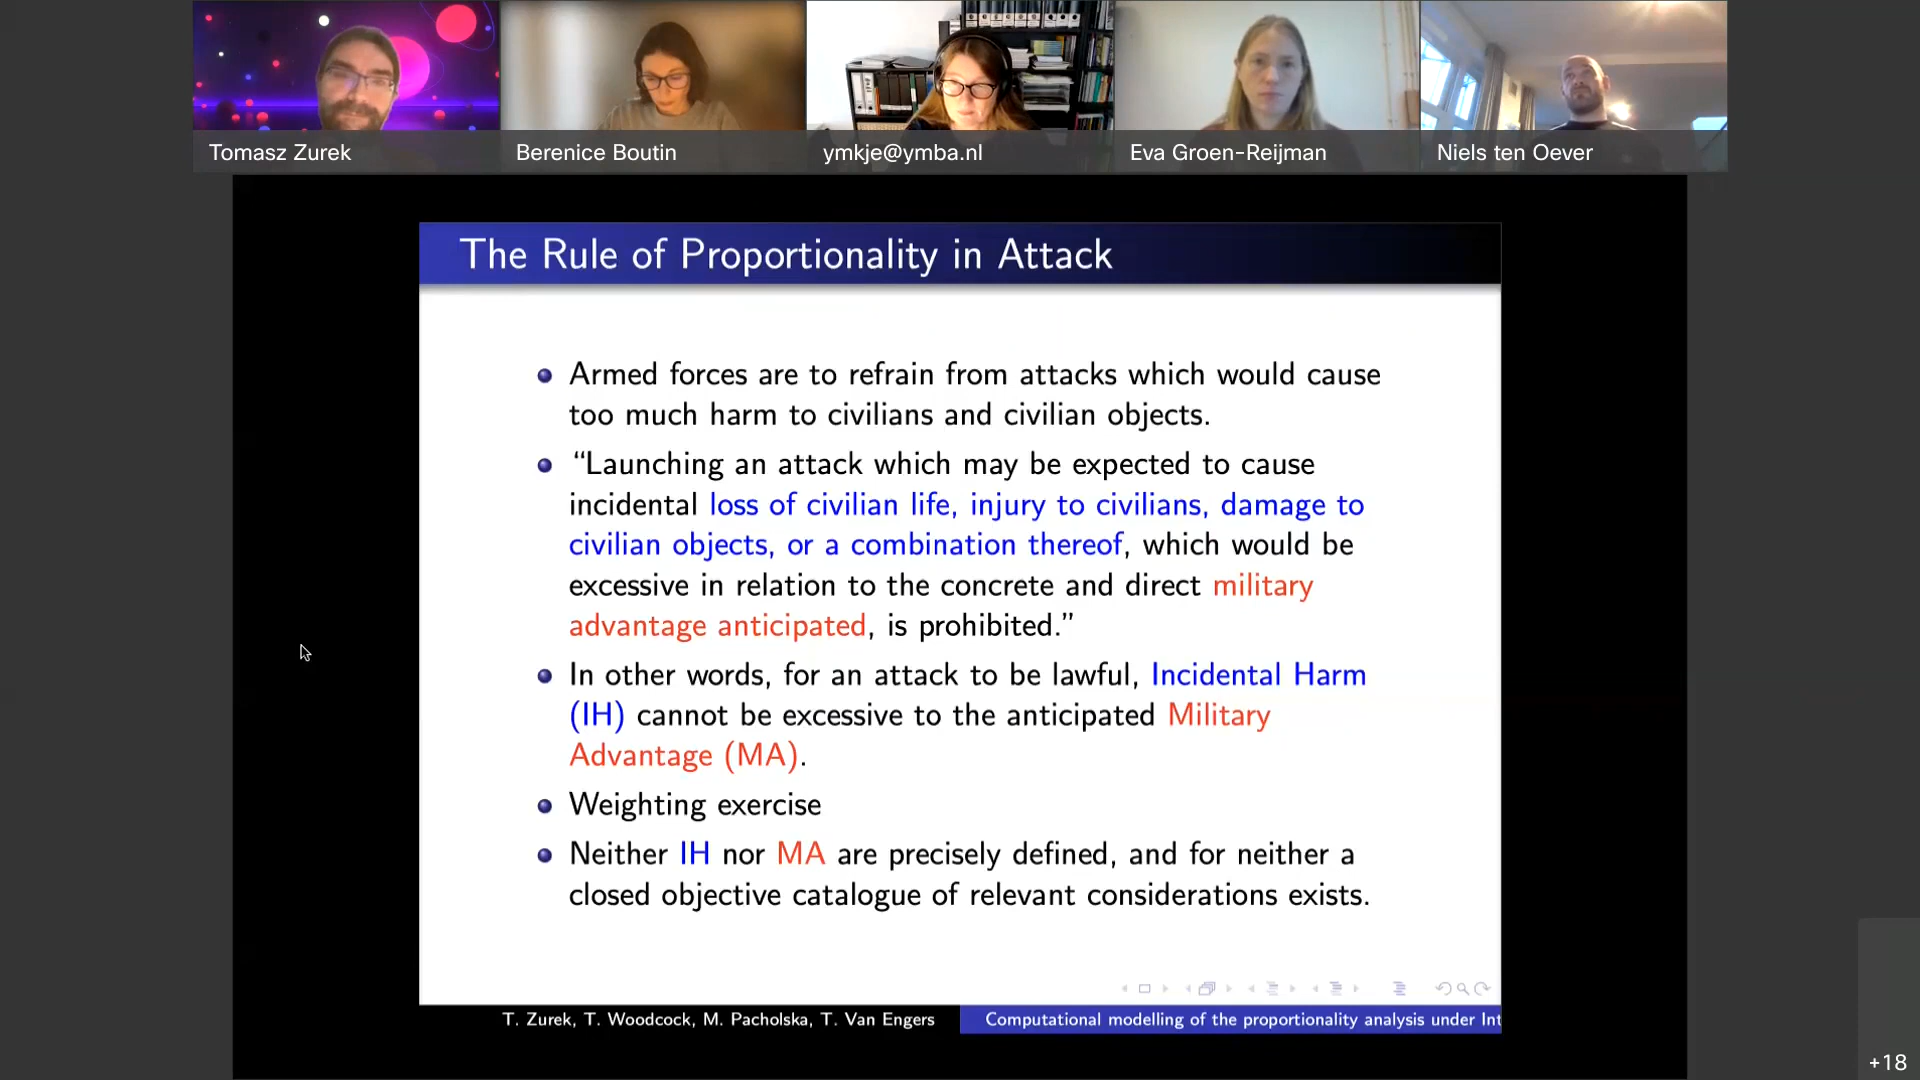 Tomasz Zurek
Berenice Boutin
ymkje@ymba.nl
Eva Groen-Reijman
Niels ten Oever
The Rule of Proportionality in Attack
Armed forces are to refrain from attacks which would cause
too much harm to civilians and civilian objects.
“Launching an attack which may be expected to cause
incidental loss of civilian life, injury to civilians, damage to
civilian objects, or a combination thereof, which would be
excessive in relation to the concrete and direct military
advantage anticipated, is prohibited.”
In other words, for an attack to be lawful, Incidental Harm
(IH) cannot be excessive to the anticipated Military
Advantage (MA).
Weighting exercise
Neither IH nor MA are precisely defined, and for neither a
closed objective catalogue of relevant considerations exists.
T. Zurek, T. Woodcock, M. Pacholska, T. Van Engers
Computational modelling of the proportionality analysis under Int
+18